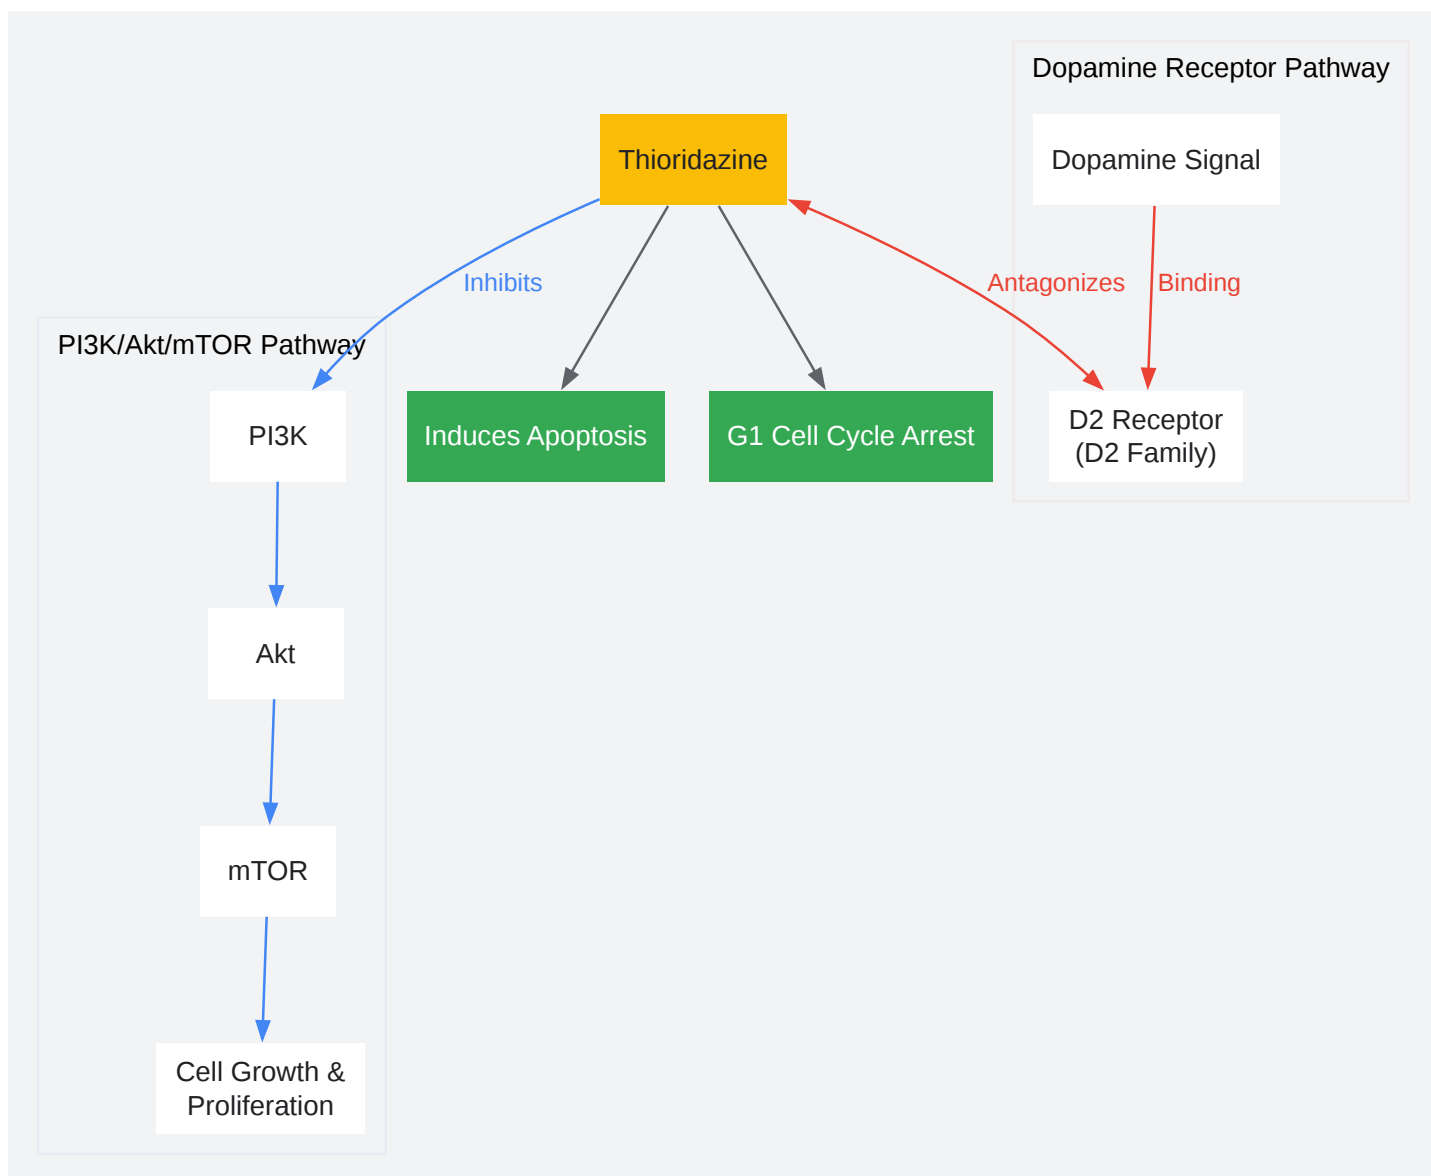 Dopamine Receptor Pathway
Thioridazine
Dopamine Signal
Inhibits
Antagonizes
Binding
PI3K/Akt/mTOR Pathway
PI3K
Induces Apoptosis
G1 Cell Cycle Arrest
D2 Receptor
(D2 Family)
Akt
mTOR
Cell Growth &
Proliferation